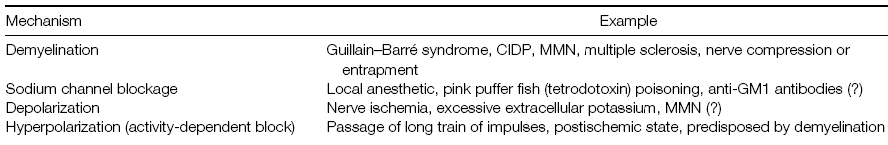 Mechanism Example
Demyelination Guillain–Barré syndrome, CIDP, MMN, multiple sclerosis, nerve compression or
entrapment
Sodium channel blockage Local anesthetic, pink puffer fish (tetrodotoxin) poisoning, anti-GM1 antibodies (?)
Depolarization Nerve ischemia, excessive extracellular potassium, MMN (?)
Hyperpolarization (activity-dependent block) Passage of long train of impulses, postischemic state, predisposed by demyelination